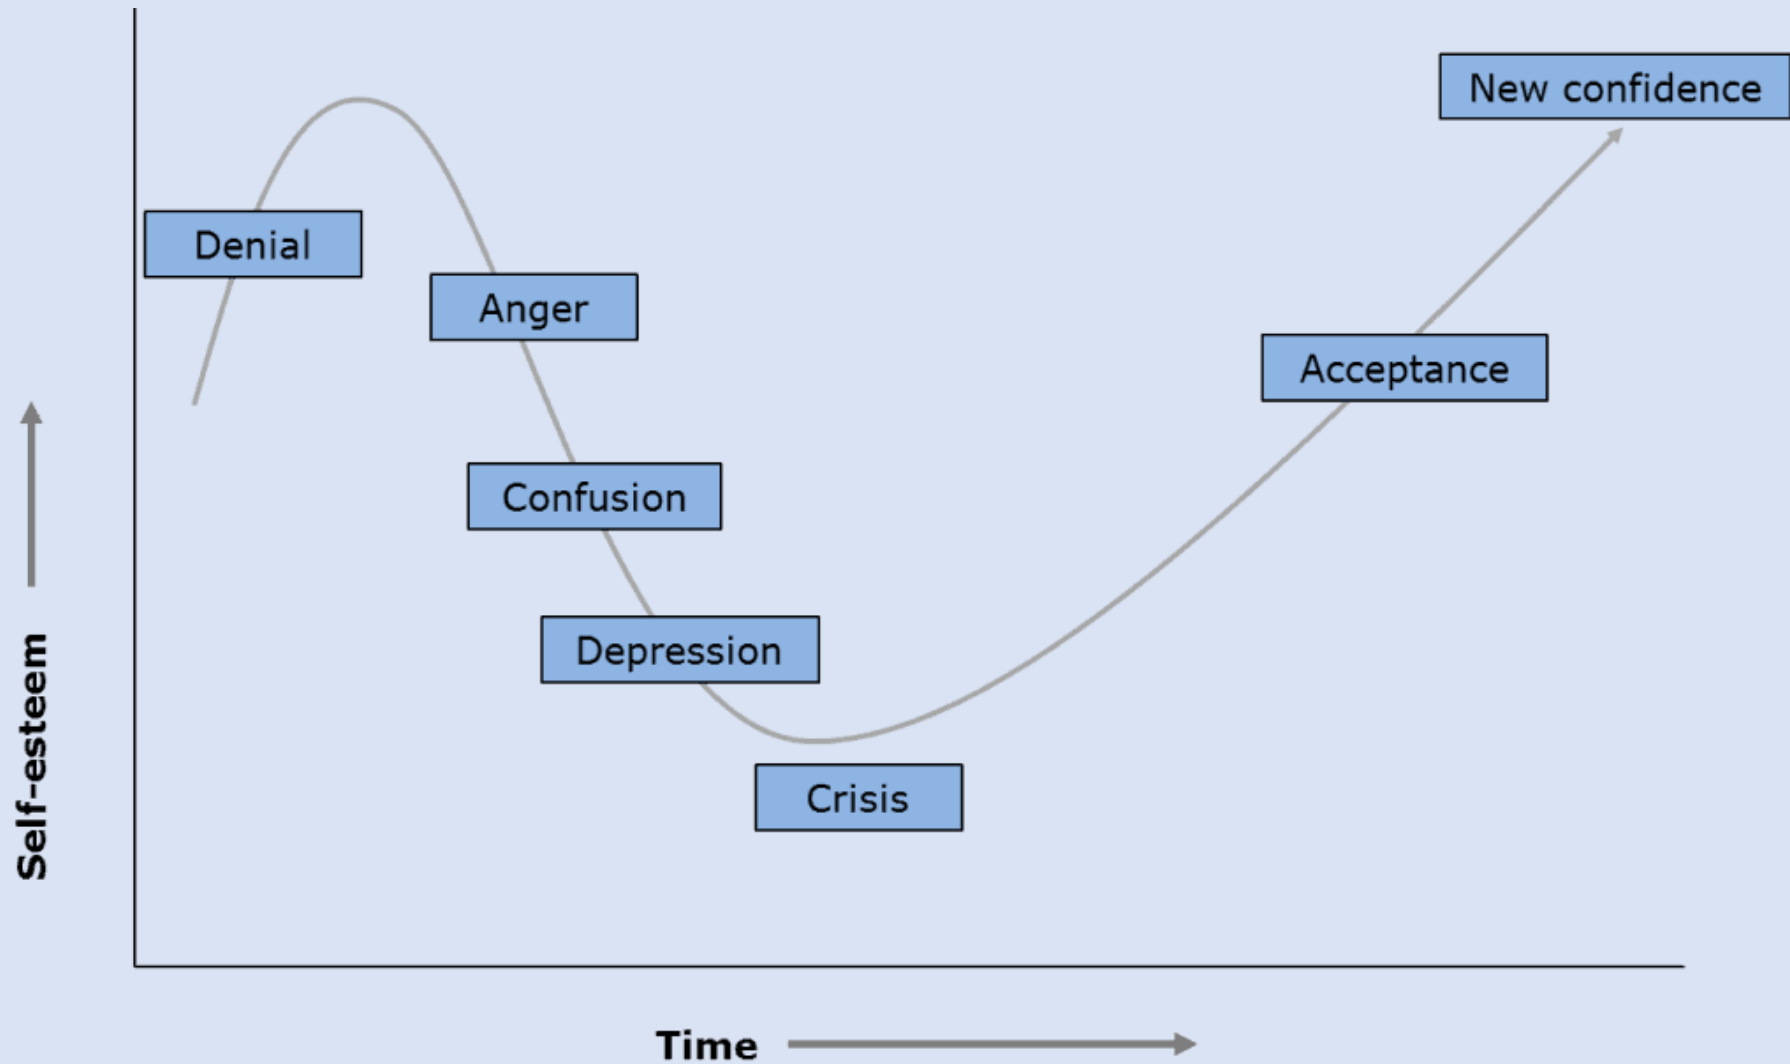 New confidence
Denial
Anger
Acceptance
Confusion
Depression
Crisis
Self-esteem
Time